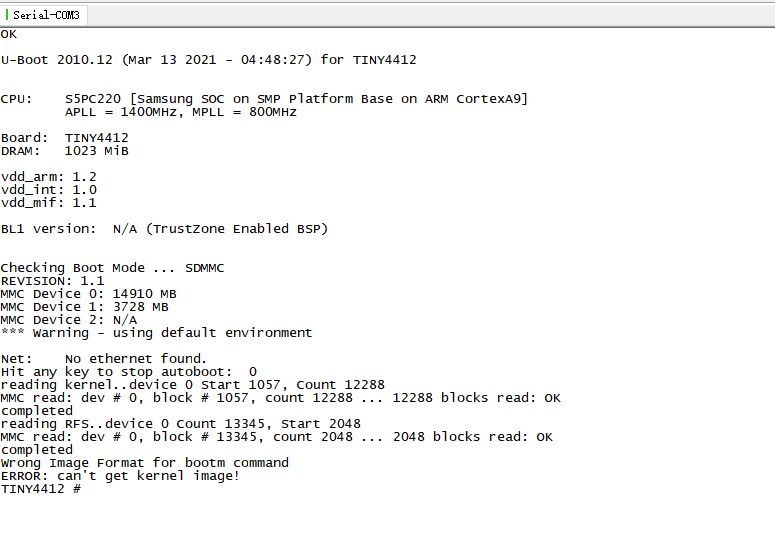 Serial-COM3
OK
U-Boot 2010.12 (Mar 13 2021 - 04:48:27) for TINY4412
CPU:    S5PC220 [Samsung SOC on SMP Platform Base on ARM CortexA9]
        APLL = 1400MHz, MPLL = 800MHz
Board:  TINY4412
DRAM:   1023 MiB
vdd_arm: 1.2
vdd_int: 1.0
vdd_mif: 1.1
BL1 version:  N/A (TrustZone Enabled BSP)
Checking Boot Mode ... SDMMC
REVISION: 1.1
MMC Device 0: 14910 MB
MMC Device 1: 3728 MB
MMC Device 2: N/A
*** Warning - using default environment
Net:    No ethernet found.
Hit any key to stop autoboot:  0
reading kernel..device 0 Start 1057, Count 12288
MMC read: dev # 0, block # 1057, count 12288 ... 12288 blocks read: OK
completed
reading RFS..device 0 Count 13345, Start 2048
MMC read: dev # 0, block # 13345, count 2048 ... 2048 blocks read: OK
completed
Wrong Image Format for bootm command
ERROR: can't get kernel image!
TINY4412 #